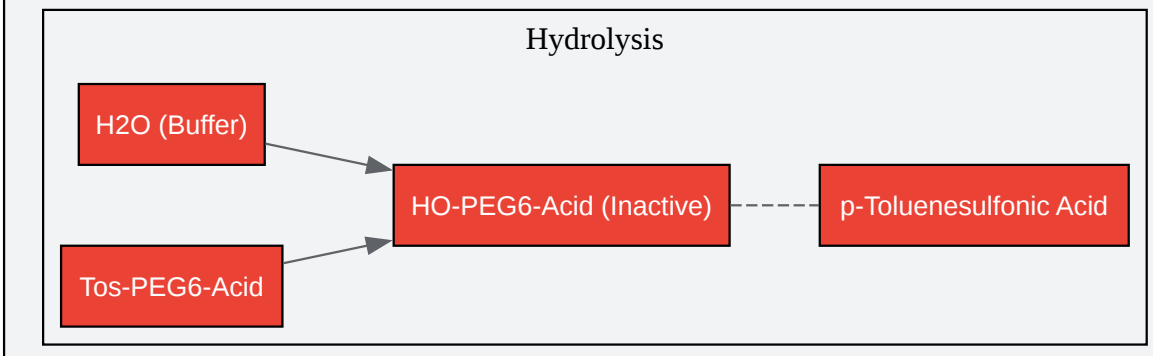 Hydrolysis
H2O (Buffer)
HO-PEG6-Acid (Inactive)
p-Toluenesulfonic Acid
Tos-PEG6-Acid